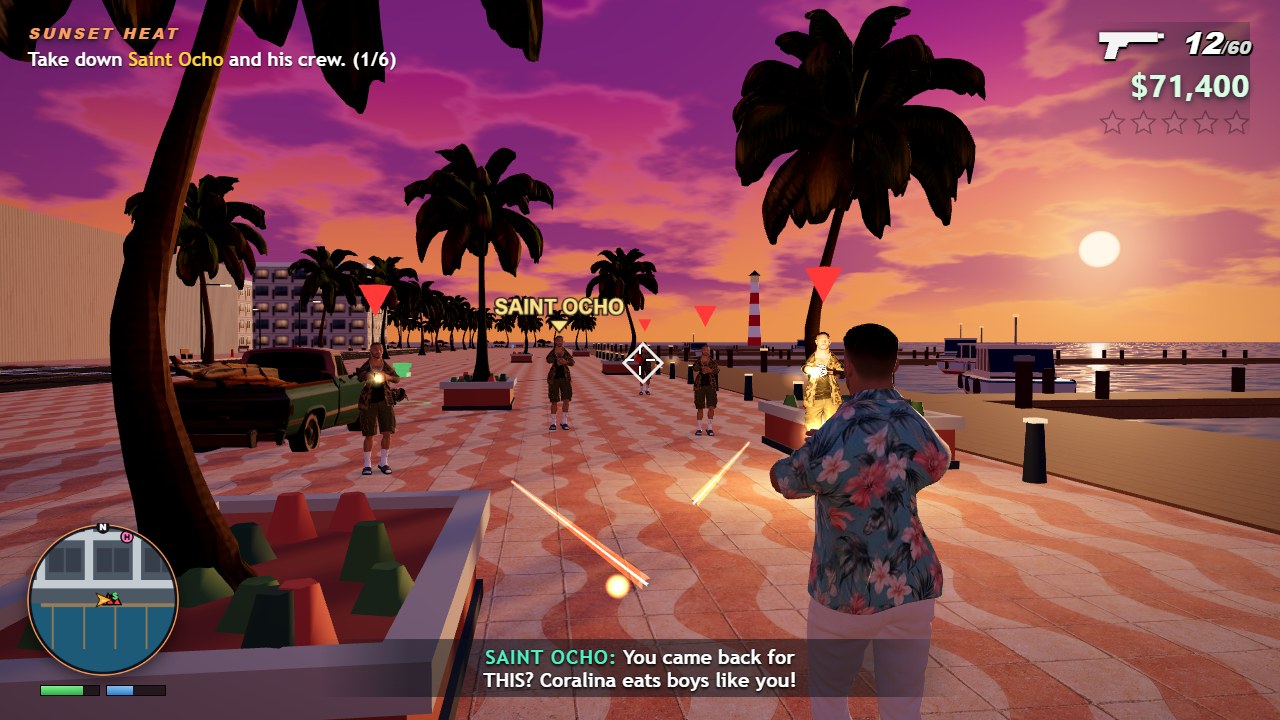 SUNSET HEAT
Take down Saint Ocho and his crew. (1/6)
12/60
$71,400
SAINT OCHO
N
H
$
SAINT OCHO: You came back for
THIS? Coralina eats boys like you!